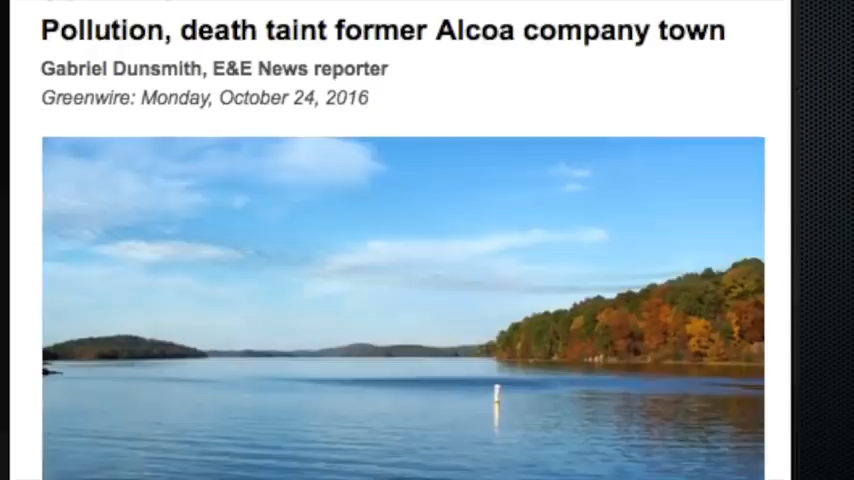 Pollution, death taint former Alcoa company town
Gabriel Dunsmith, E&E News reporter
Greenwire: Monday, October 24, 2016